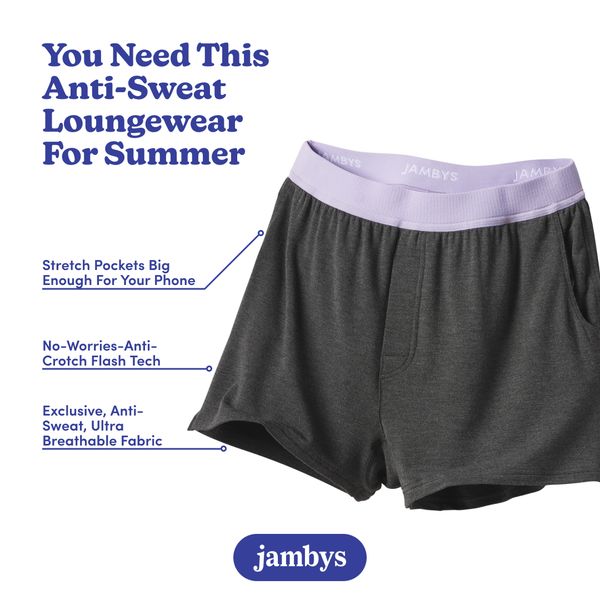 You Need This
Anti-Sweat
Loungewear
For Summer
JAMBYS
JAMBYS
JAMBYS
Stretch Pockets Big
Enough For Your Phone
No-Worries-Anti-
Crotch Flash Tech
Exclusive, Anti-
Sweat, Ultra
Breathable Fabric
jambys